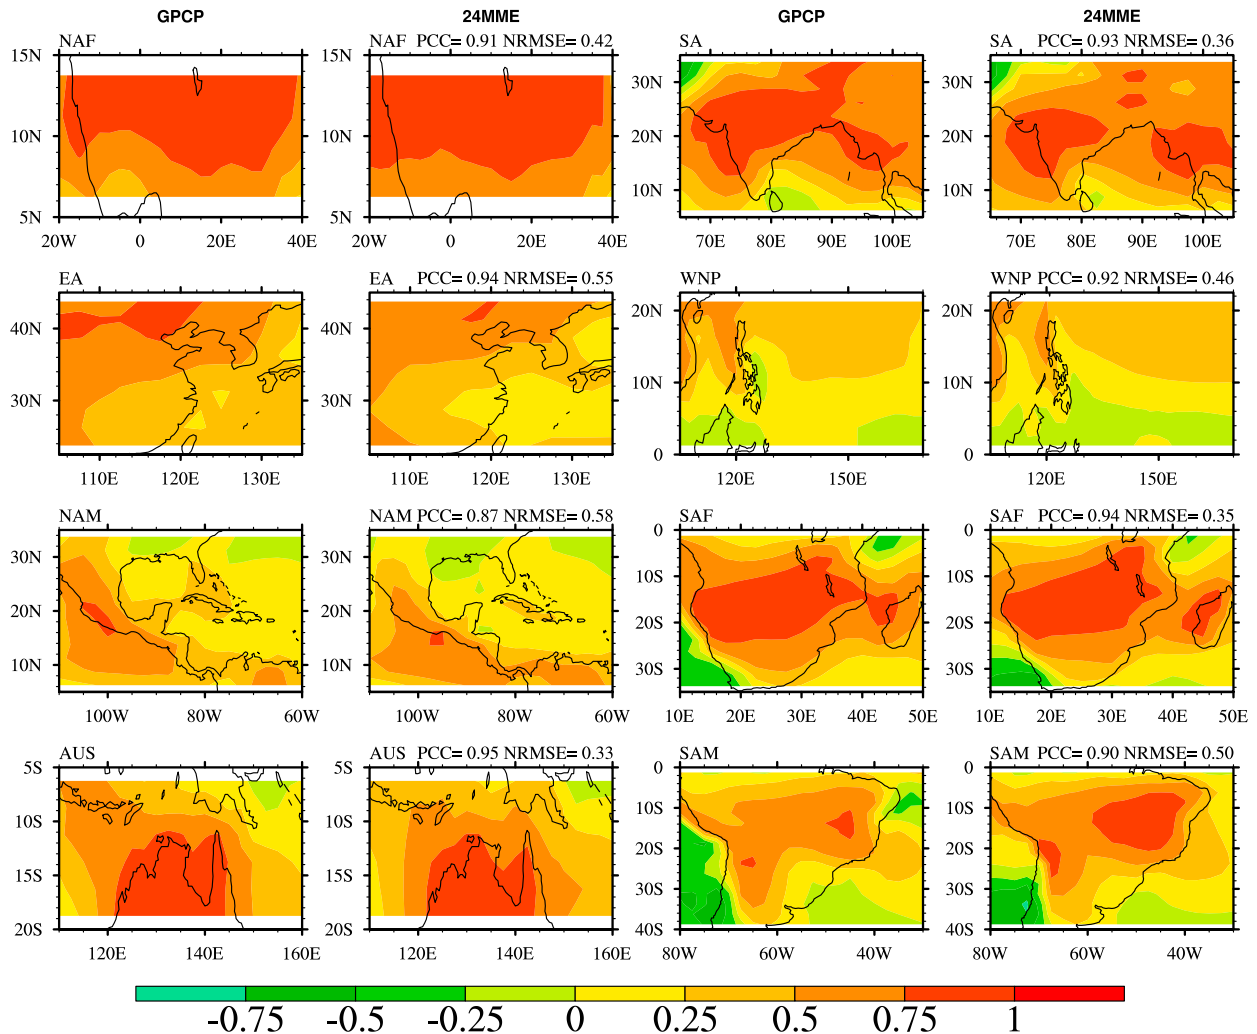 GPCP 24MME GPCP 24MME
NAF NAF PCC= 0.91 NRMSE= 0.42 SA SA PCC= 0.93 NRMSE= 0.36
15N 15N 30N 30N
10N 10N 20N 20N
5N 5N 10N 10N
20W 0 20E 40E 20W 0 20E 40E 70E 80E 90E 100E 70E 80E 90E 100E
EA EA PCC= 0.94 NRMSE= 0.55 WNP WNP PCC= 0.92 NRMSE= 0.46
40N 40N 20N 20N
30N 30N 10N 10N
0 0
110E 120E 130E 110E 120E 130E 120E 150E 120E 150E
NAM NAM PCC= 0.87 NRMSE= 0.58 SAF SAF PCC= 0.94 NRMSE= 0.35
30N 30N 0 0
20N 20N 10S 10S
10N 10N 20S 20S
30S 30S
100W 80W 60W 100W 80W 60W 10E 20E 30E 40E 50E 10E 20E 30E 40E 50E
AUS AUS PCC= 0.95 NRMSE= 0.33 SAM SAM PCC= 0.90 NRMSE= 0.50
5S 5S 0 0
10S 10S 10S 10S
15S 15S 20S 20S
20S 20S 30S 30S
40S 40S
120E 140E 160E 120E 140E 160E 80W 60W 40W 80W 60W 40W
-0.75 -0.5 -0.25 0 0.25 0.5 0.75 1